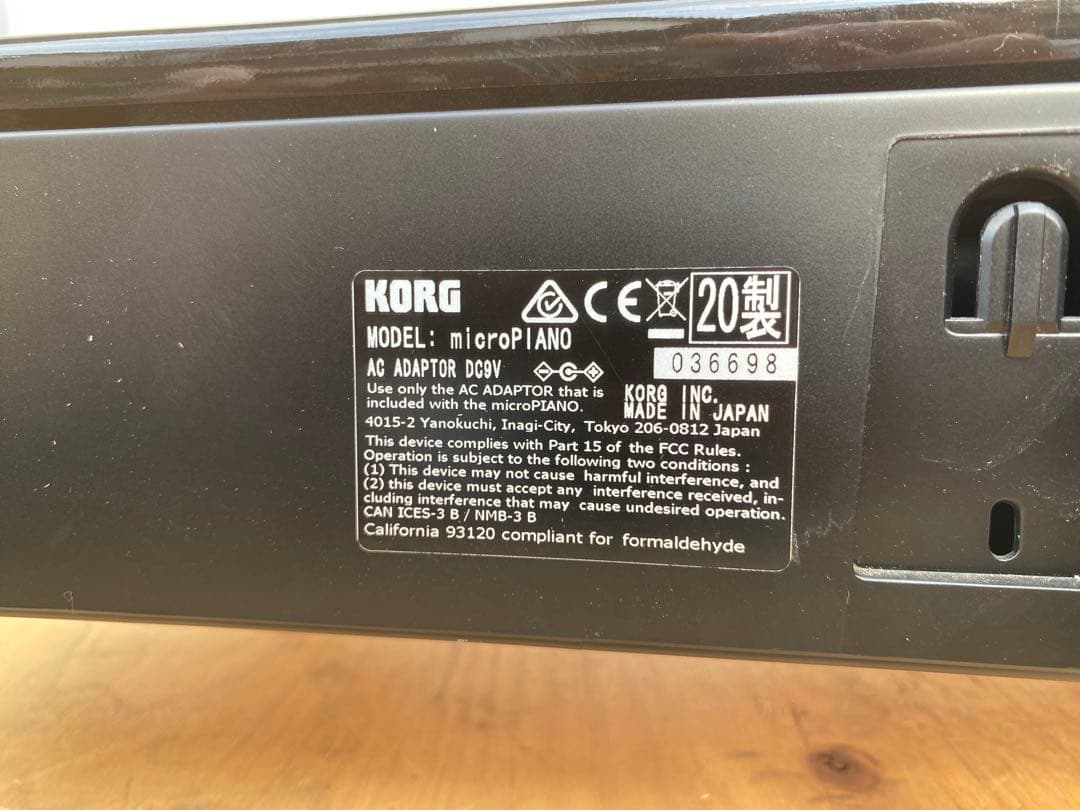 KORG
CE
20製
MODEL: microPIANO
036698
AC ADAPTOR DC9V
Use only the AC ADAPTOR that is
included with the microPIANO.
KORG INC.
MADE IN JAPAN
4015-2 Yanokuchi, Inagi-City, Tokyo 206-0812 Japan
This device complies with Part 15 of the FCC Rules.
Operation is subject to the following two conditions :
(1) This device may not cause harmful interference, and
(2) this device must accept any interference received, in-
cluding interference that may cause undesired operation.
CAN ICES-3 B / NMB-3 B
California 93120 compliant for formaldehyde